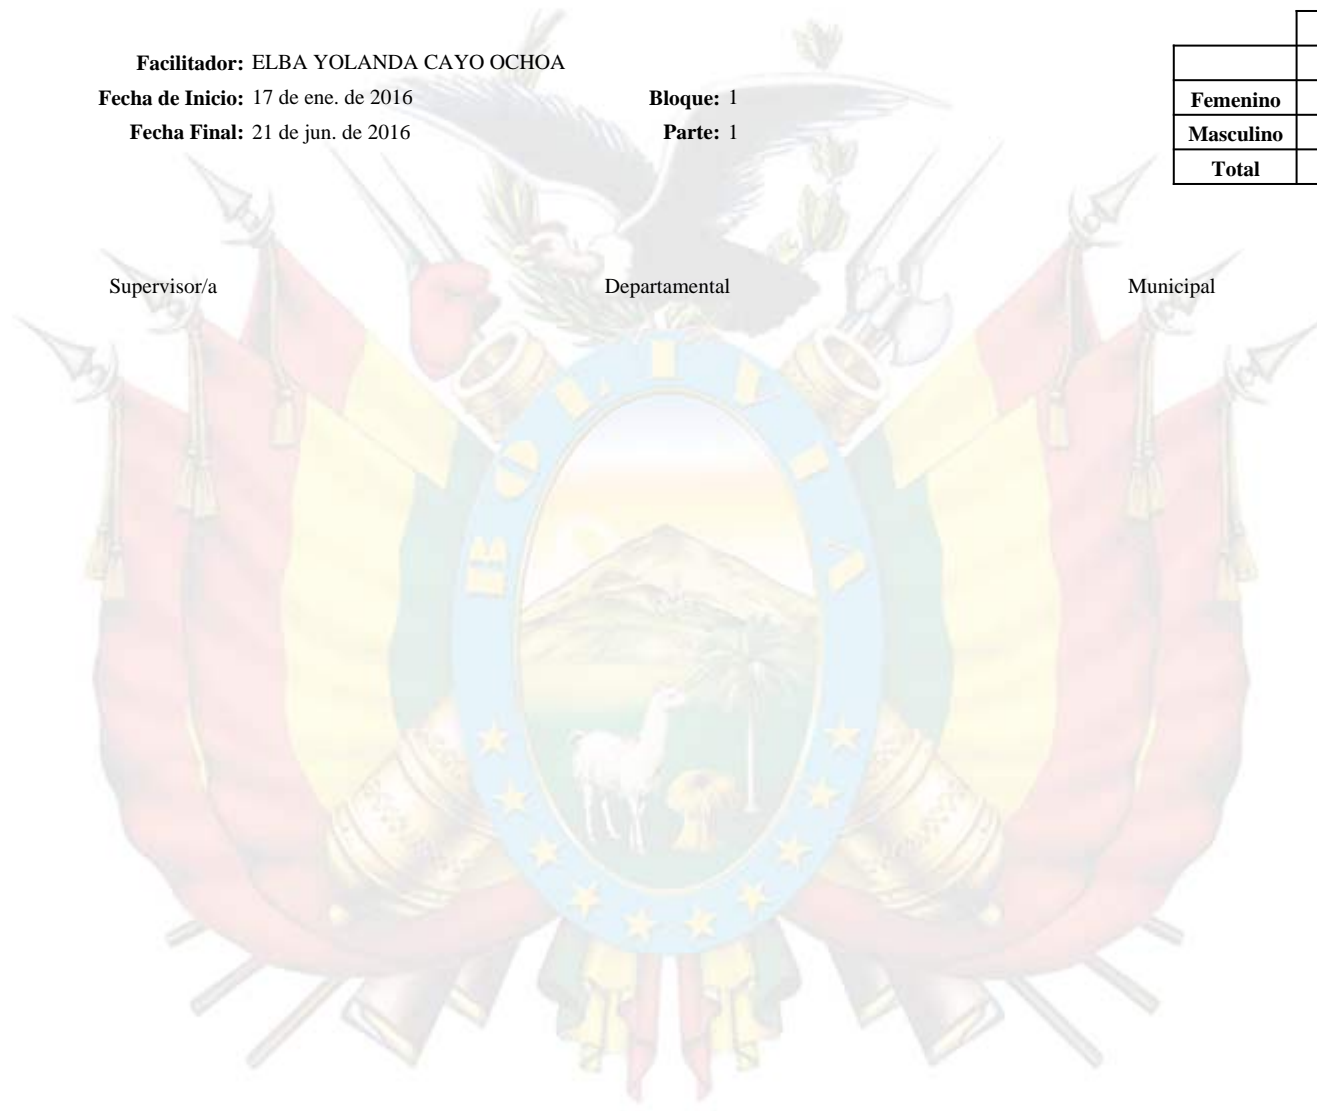 Facilitador: ELBA YOLANDA CAYO OCHOA
Fecha de Inicio: 17 de ene. de 2016 Bloque: 1
Fecha Final: 21 de jun. de 2016 Parte: 1
Femenino
Masculino
Total
Supervisor/a Departamental Municipal
BOLIVIA